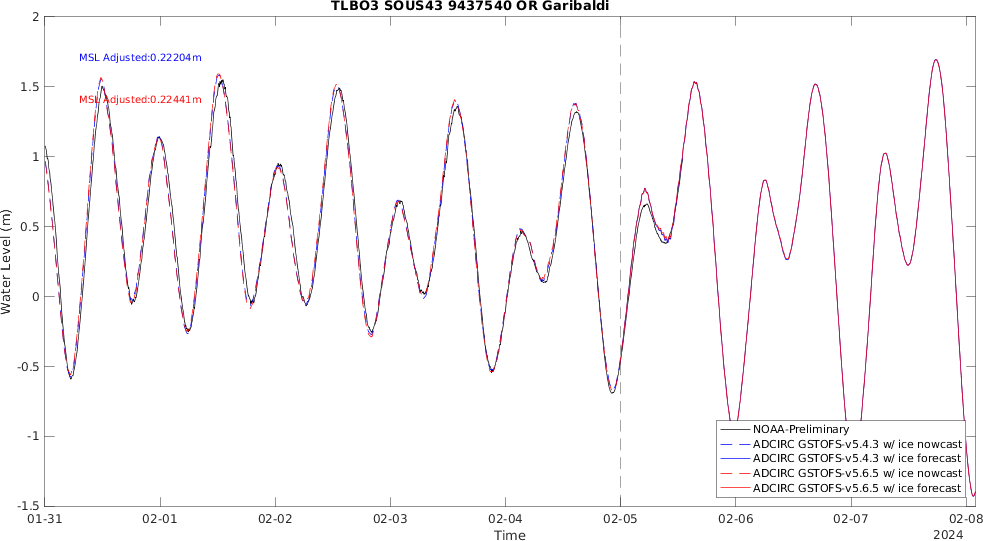 TLBO3 SOUS43 9437540 OR Garibaldi
2
MSL Adjusted:0.22204m
1.5
MSL Adjusted:0.22441m
1
0.5
0
-0.5
-1
-1.5
Water Level (m)
NOAA-Preliminary
ADCIRC GSTOFS-v5.4.3 w/ ice nowcast
ADCIRC GSTOFS-v5.4.3 w/ ice forecast
ADCIRC GSTOFS-v5.6.5 w/ ice nowcast
ADCIRC GSTOFS-v5.6.5 w/ ice forecast
01-31 02-01 02-02 02-03 02-04 02-05 02-06 02-07 02-08
Time
2024